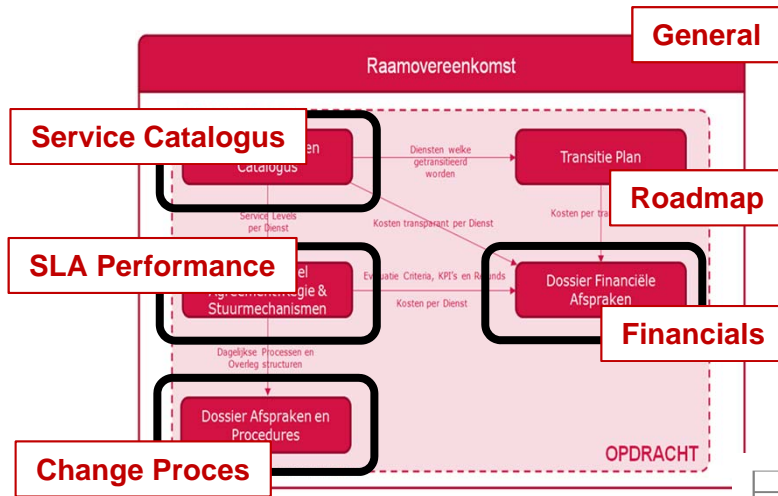 General
Raamovereenkomst
Service Catalogus
en
Catalogus
Diensten welke
getransitieerd
worden
Transitie Plan
Roadmap
Service Levels
per Dienst
Kosten transparant per Dienst
Kosten per
SLA Performance
el
Agreement Regie &
Stuurmechanismen
Evaluatie Criteria, KPI's en
Kosten per Dienst
Dossier Financiële
Afspraken
Financials
Dagelijkse Processen en
Overleg structuren
Dossier Afspraken en
Procedures
Change Proces
OPDRACHT